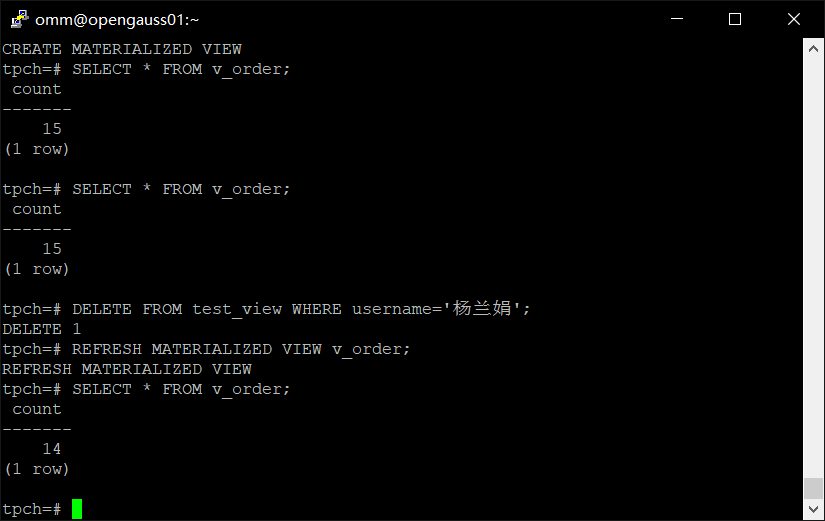 omm@opengauss01:~
CREATE MATERIALIZED VIEW
tpch=# SELECT * FROM v_order;
 count
-------
    15
(1 row)

tpch=# SELECT * FROM v_order;
 count
-------
    15
(1 row)

tpch=# DELETE FROM test_view WHERE username='杨兰娟';
DELETE 1
tpch=# REFRESH MATERIALIZED VIEW v_order;
REFRESH MATERIALIZED VIEW
tpch=# SELECT * FROM v_order;
 count
-------
    14
(1 row)

tpch=#